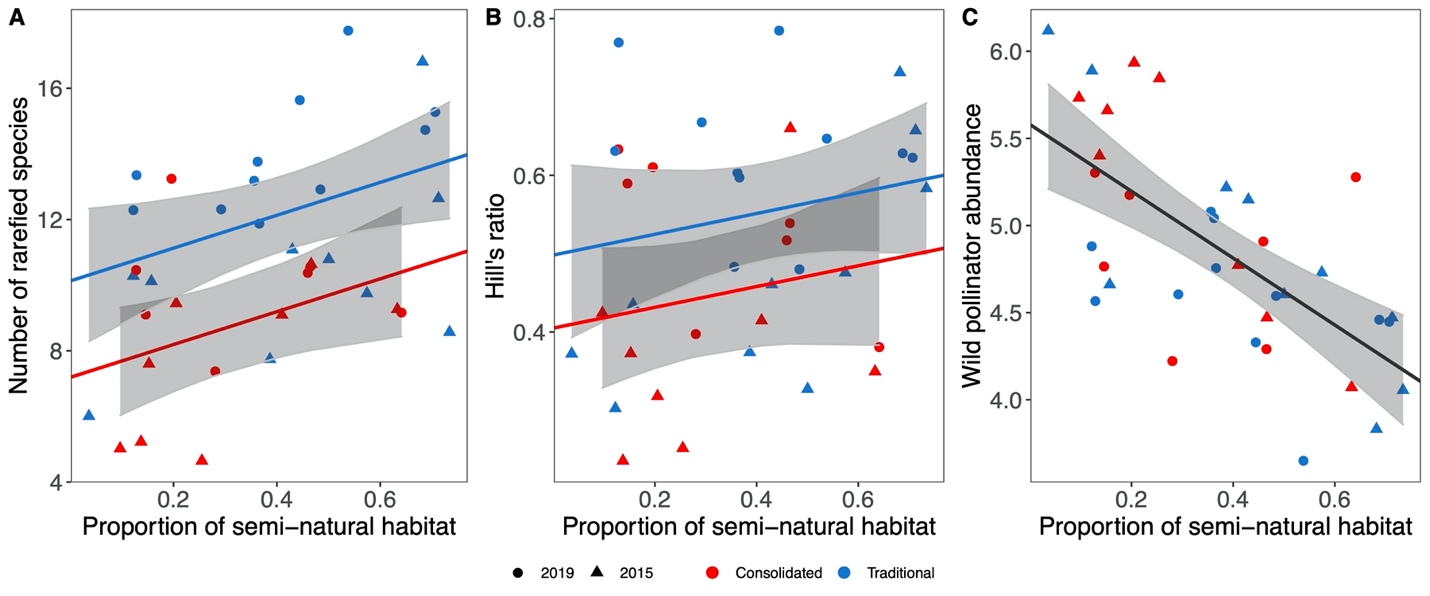 A
B
C
Number of rarefied species
16
12
8
4
0.2
0.4
0.6
Proportion of semi−natural habitat
Hill's ratio
0.8
0.6
0.4
0.2
0.4
0.6
Proportion of semi−natural habitat
Wild pollinator abundance
6.0
5.5
5.0
4.5
4.0
0.2
0.4
0.6
Proportion of semi−natural habitat
2019
2015
Consolidated
Traditional